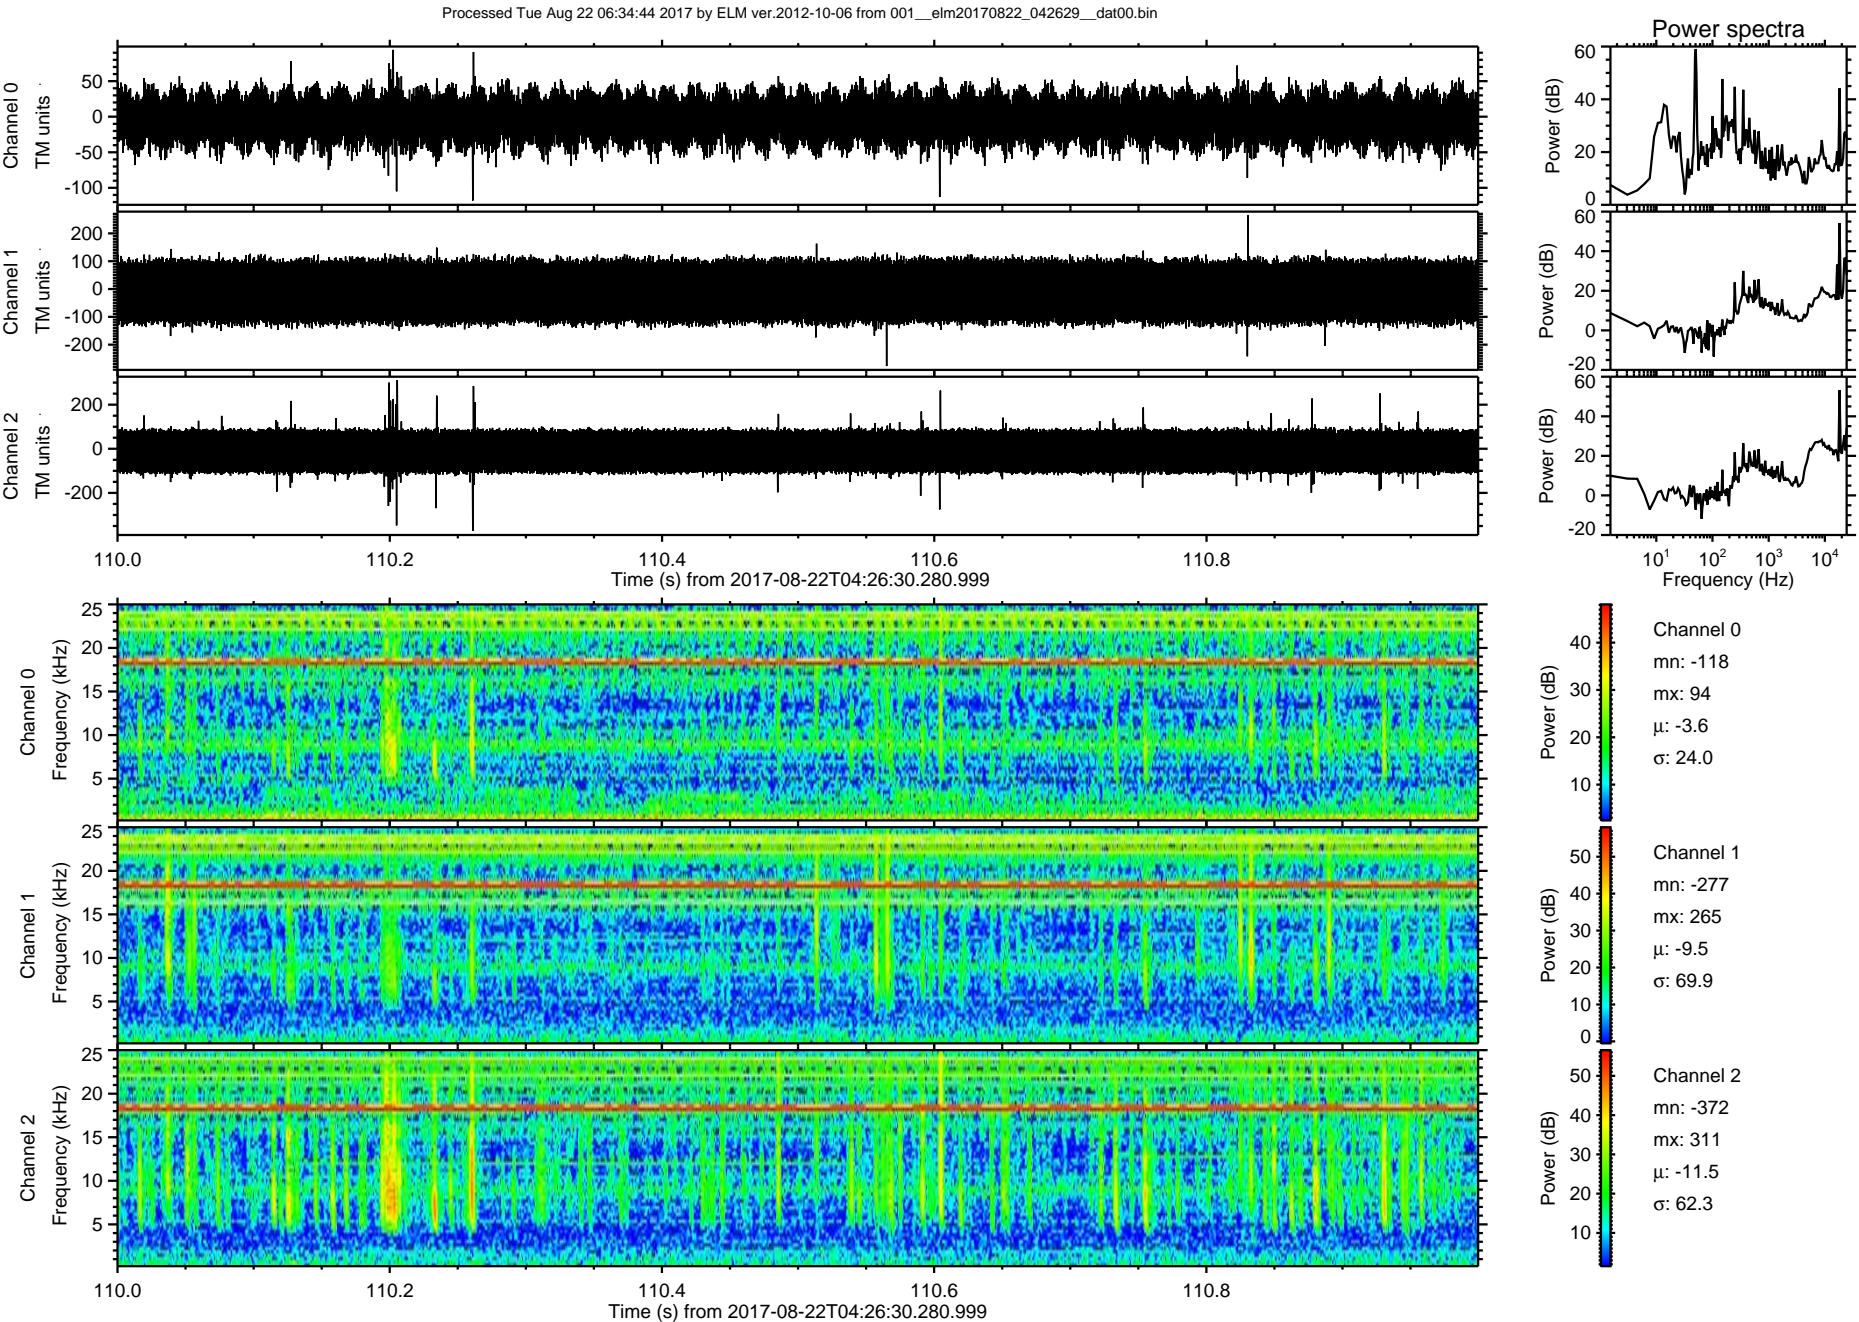 Processed Tue Aug 22 06:34:44 2017 by ELM ver.2012-10-06 from 001__elm20170822_042629__dat00.bin
Power spectra
Channel 0
TM units
50
0
-50
-100
Power (dB)
60
40
20
0
Channel 1
TM units
200
100
0
-100
-200
Power (dB)
60
40
20
0
-20
Channel 2
TM units
200
0
-200
Power (dB)
60
40
20
0
-20
110.0 110.2 110.4 110.6 110.8
Time (s) from 2017-08-22T04:26:30.280.999
10¹ 10² 10³ 10⁴
Frequency (Hz)
Channel 0
Frequency (kHz)
25
20
15
10
5
Power (dB)
40
30
20
10
Channel 0
mn: -118
mx: 94
μ: -3.6
σ: 24.0
Channel 1
Frequency (kHz)
25
20
15
10
5
Power (dB)
50
40
30
20
10
0
Channel 1
mn: -277
mx: 265
μ: -9.5
σ: 69.9
Channel 2
Frequency (kHz)
25
20
15
10
5
Power (dB)
50
40
30
20
10
Channel 2
mn: -372
mx: 311
μ: -11.5
σ: 62.3
110.0 110.2 110.4 110.6 110.8
Time (s) from 2017-08-22T04:26:30.280.999